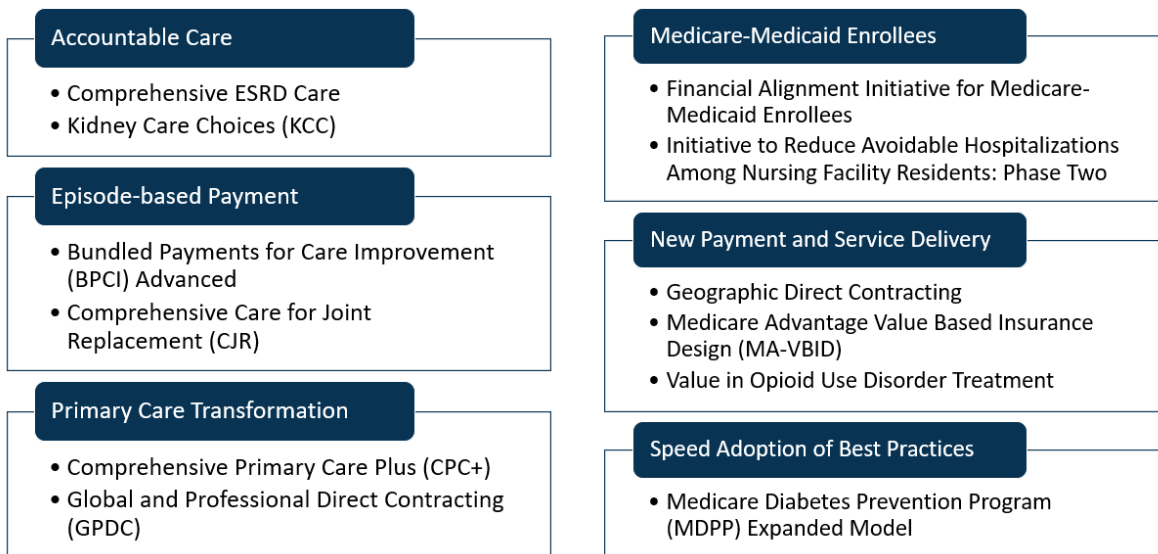 Accountable Care
• Comprehensive ESRD Care
• Kidney Care Choices (KCC)
Episode-based Payment
• Bundled Payments for Care Improvement
(BPCI) Advanced
• Comprehensive Care for Joint
Replacement (CJR)
Primary Care Transformation
• Comprehensive Primary Care Plus (CPC+)
• Global and Professional Direct Contracting
(GPDC)
Medicare-Medicaid Enrollees
• Financial Alignment Initiative for Medicare-
Medicaid Enrollees
• Initiative to Reduce Avoidable Hospitalizations
Among Nursing Facility Residents: Phase Two
New Payment and Service Delivery
• Geographic Direct Contracting
• Medicare Advantage Value Based Insurance
Design (MA-VBID)
• Value in Opioid Use Disorder Treatment
Speed Adoption of Best Practices
• Medicare Diabetes Prevention Program
(MDPP) Expanded Model